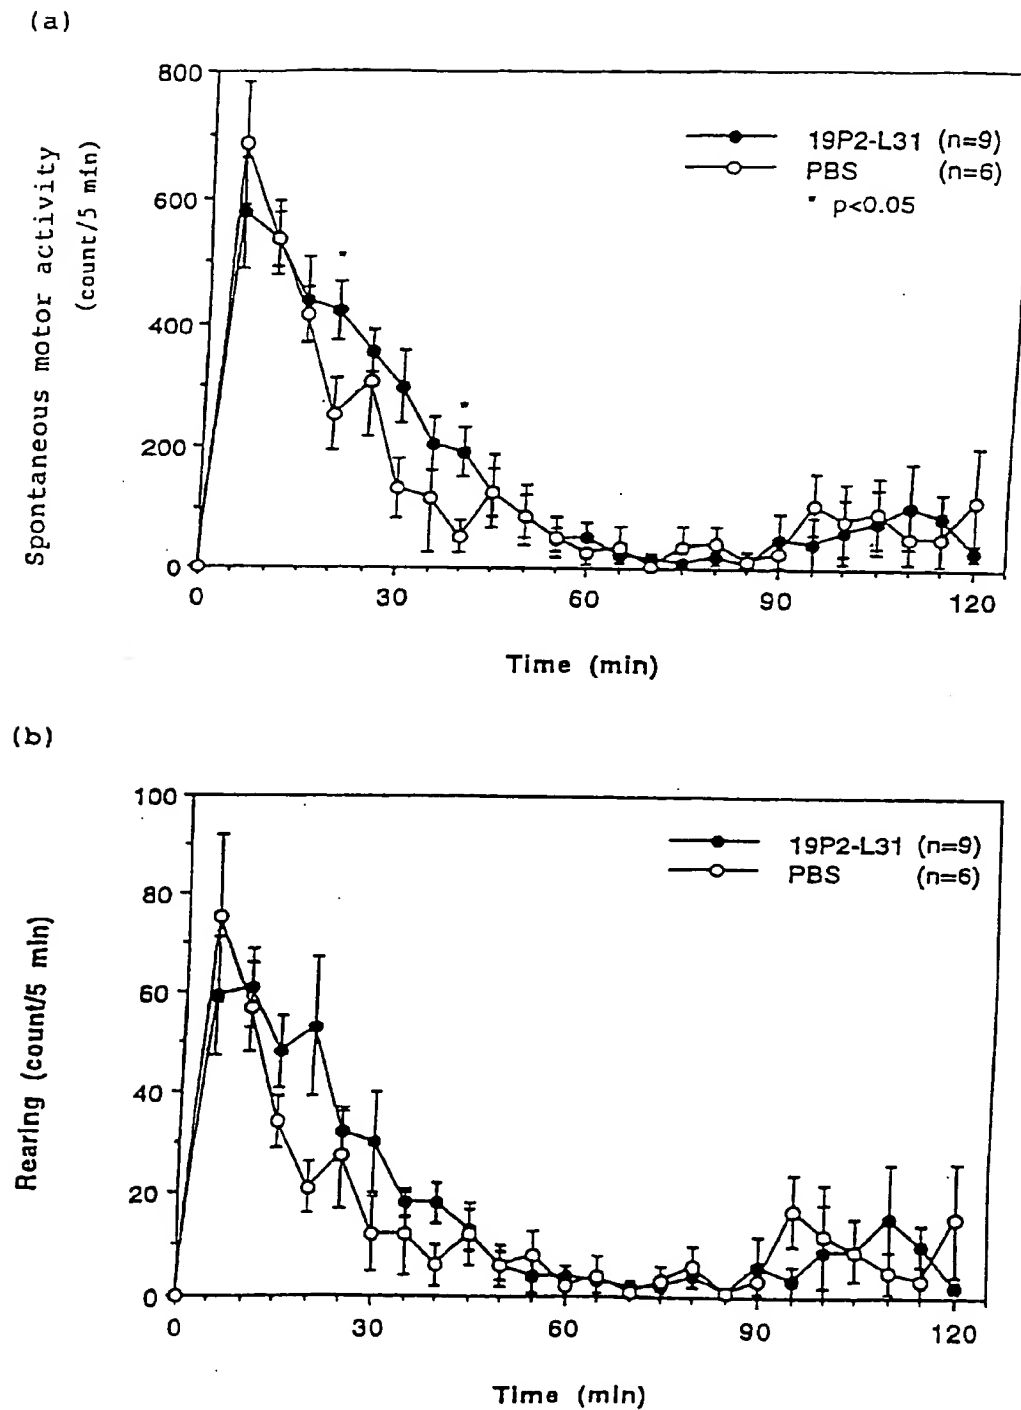 (a)
Spontaneous motor activity
(count/5 min)
800
600
400
200
0
19P2-L31 (n=9)
PBS (n=6)
* p<0.05
*
*
0 30 60 90 120
Time (min)
(b)
Rearing (count/5 min)
100
80
60
40
20
0
19P2-L31 (n=9)
PBS (n=6)
0 30 60 90 120
Time (min)